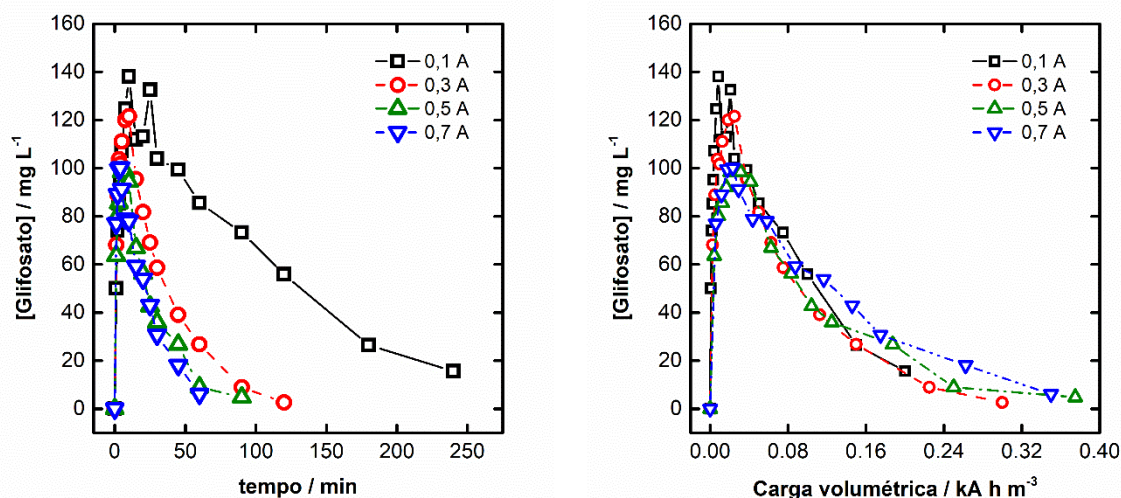 160
140
120
100
80
60
40
20
0
[Glifosato] / mg L⁻¹
0,1 A
0,3 A
0,5 A
0,7 A
0 50 100 150 200 250
tempo / min
160
140
120
100
80
60
40
20
0
[Glifosato] / mg L⁻¹
0,1 A
0,3 A
0,5 A
0,7 A
0.00 0.08 0.16 0.24 0.32 0.40
Carga volumétrica / kA h m⁻³